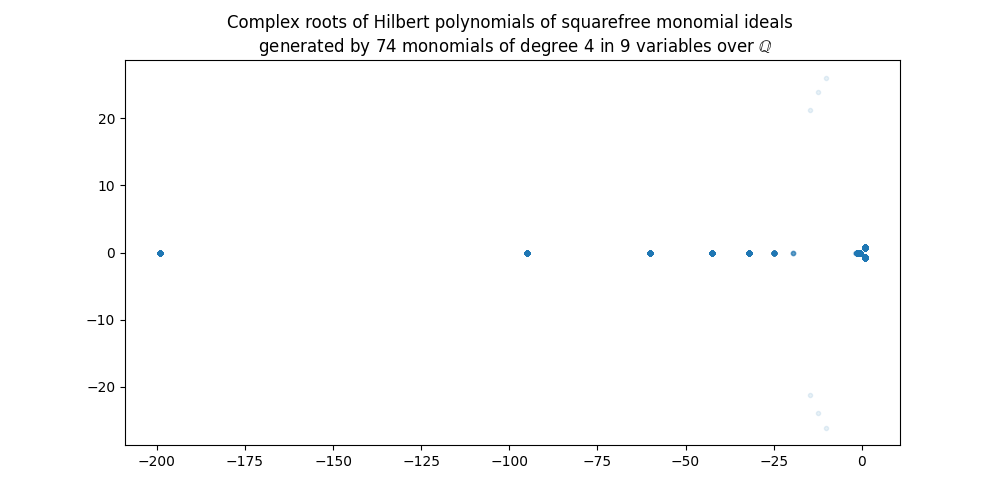 Complex roots of Hilbert polynomials of squarefree monomial ideals
generated by 74 monomials of degree 4 in 9 variables over ℚ
20
10
0
−10
−20
−200 −175 −150 −125 −100 −75 −50 −25 0